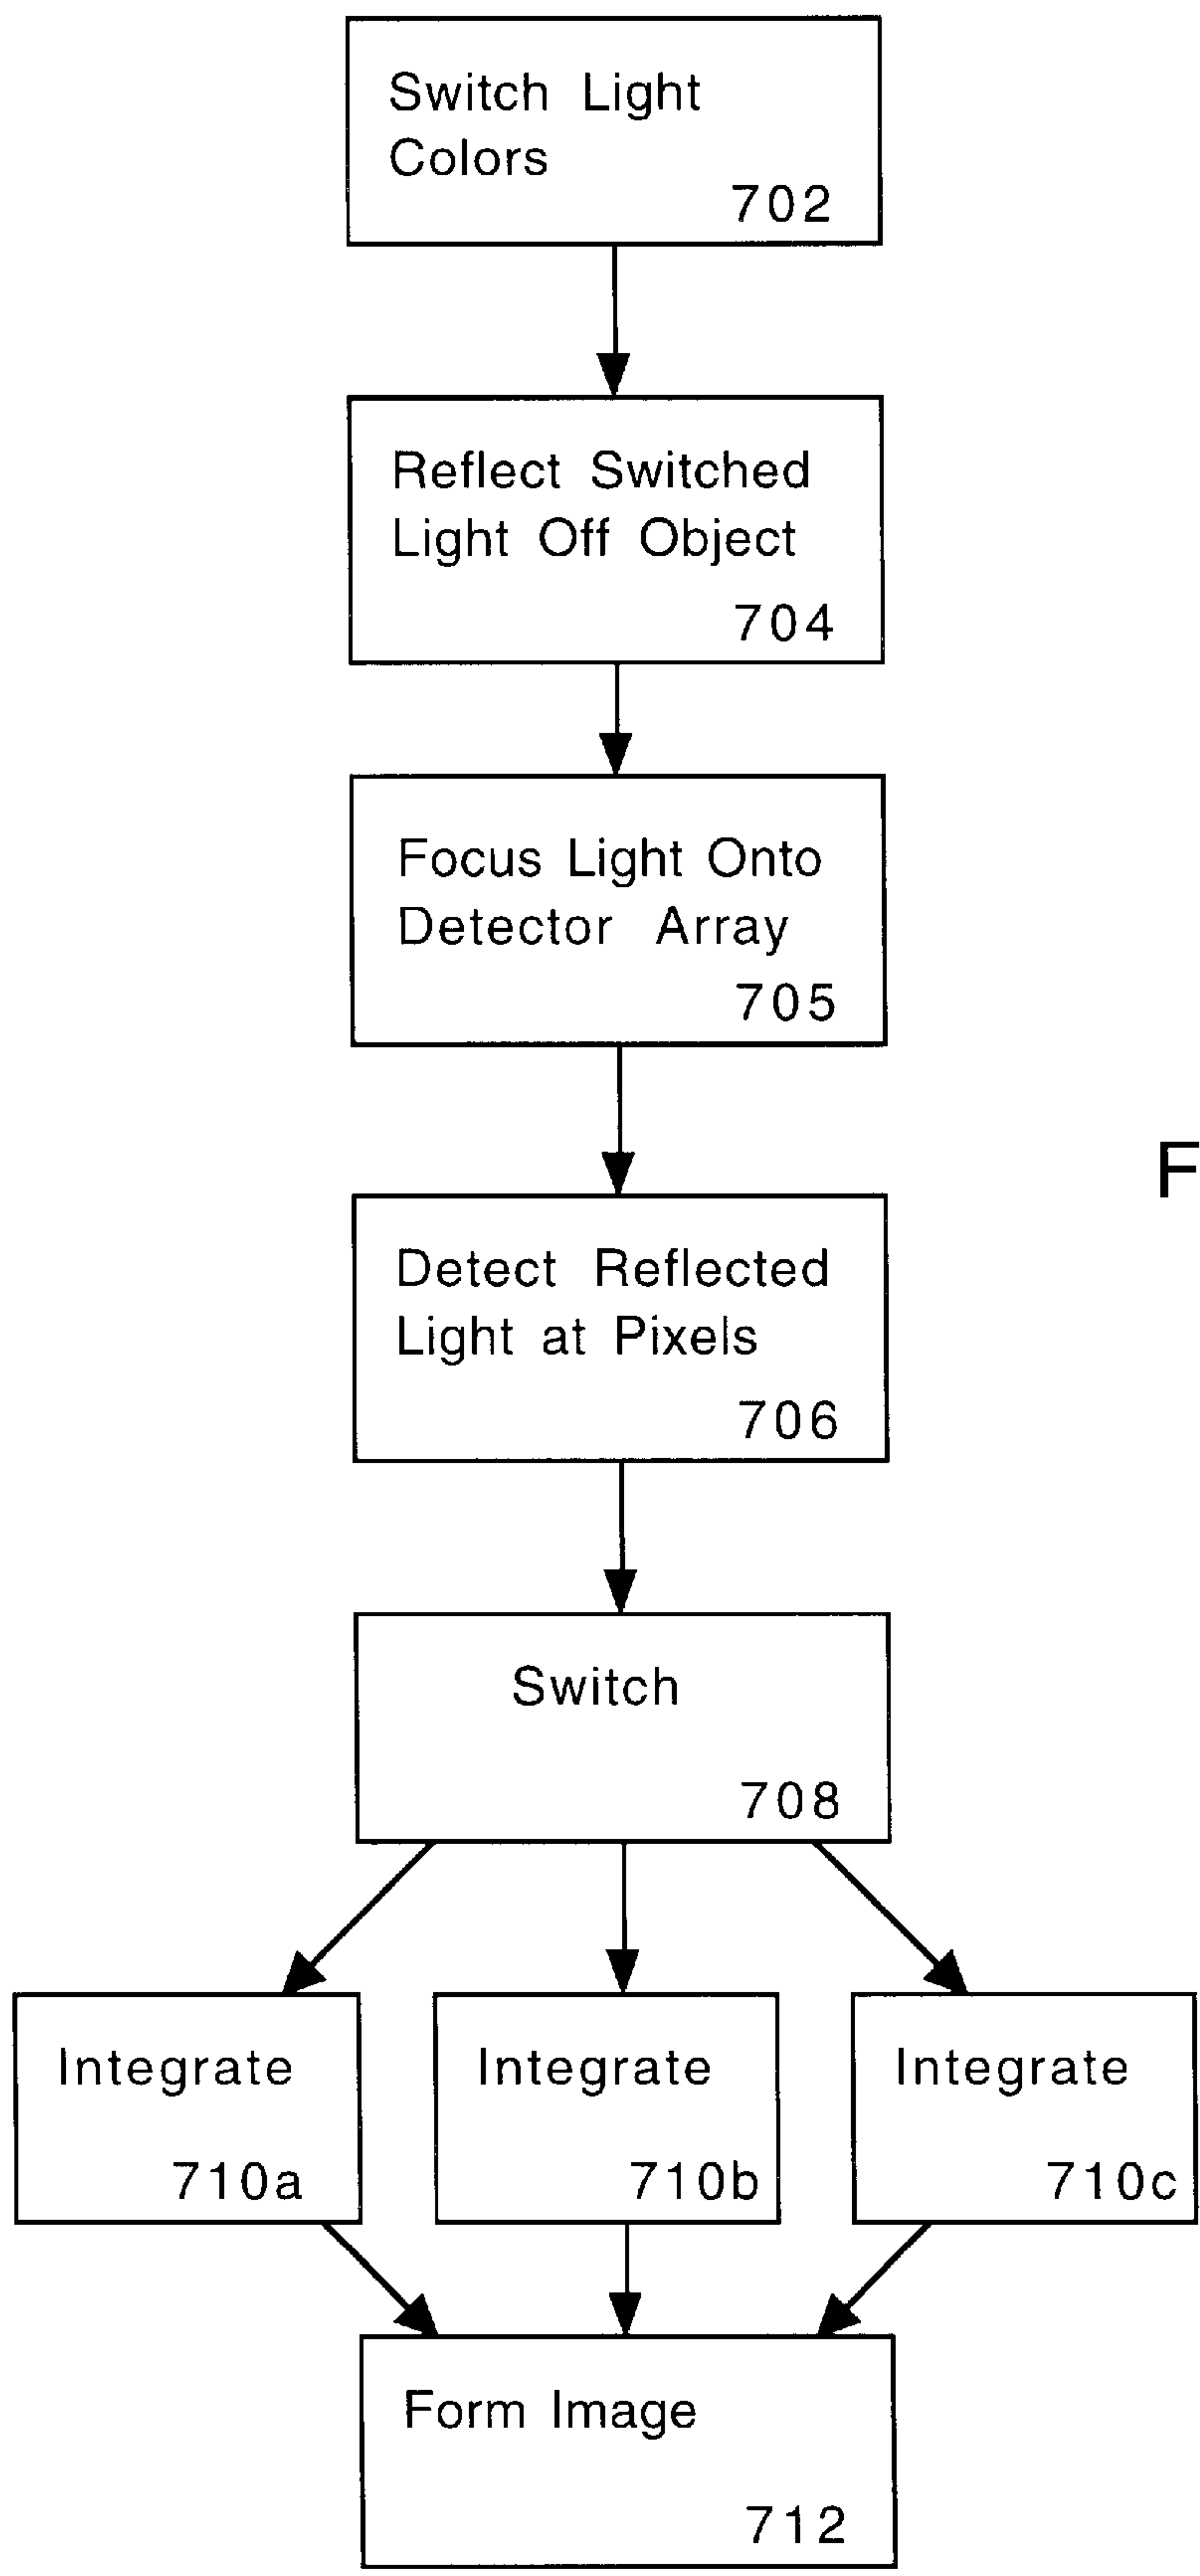 Switch Light
Colors
702
Reflect Switched
Light Off Object
704
Focus Light Onto
Detector Array
705
F
Detect Reflected
Light at Pixels
706
Switch
708
Integrate
710a
Integrate
710b
Integrate
710c
Form Image
712